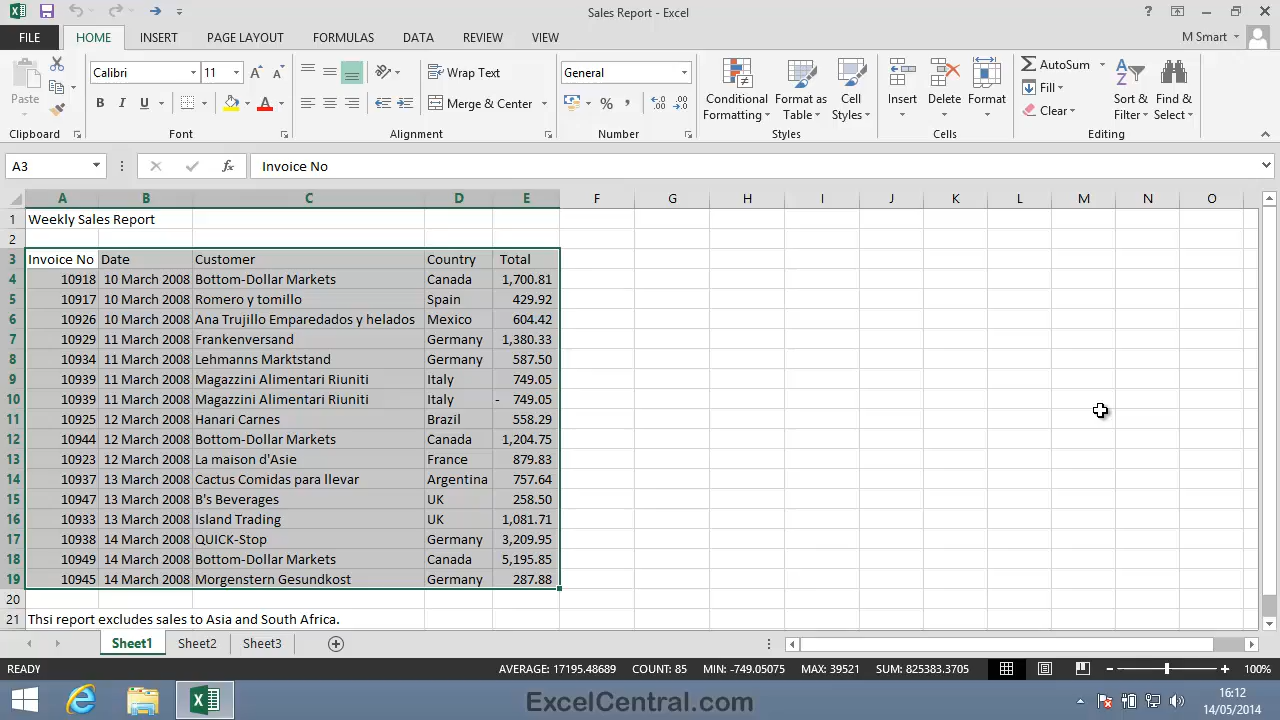 Sales Report - Excel
FILE HOME INSERT PAGE LAYOUT FORMULAS DATA REVIEW VIEW M Smart
Paste
Clipboard
Calibri 11
B I U A
Font
Wrap Text
Merge & Center
Alignment
General
% ,
Number
Conditional Formatting
Format as Table
Cell Styles
Styles
Insert Delete Format
Cells
AutoSum
Fill
Clear
Sort & Filter
Find & Select
Editing
A3 fx Invoice No
A B C D E F G H I J K L M N O
1 Weekly Sales Report
2
3 Invoice No Date Customer Country Total
4 10918 10 March 2008 Bottom-Dollar Markets Canada 1,700.81
5 10917 10 March 2008 Romero y tomillo Spain 429.92
6 10926 10 March 2008 Ana Trujillo Emparedados y helados Mexico 604.42
7 10929 11 March 2008 Frankenversand Germany 1,380.33
8 10934 11 March 2008 Lehmanns Marktstand Germany 587.50
9 10939 11 March 2008 Magazzini Alimentari Riuniti Italy 749.05
10 10939 11 March 2008 Magazzini Alimentari Riuniti Italy - 749.05
11 10925 12 March 2008 Hanari Carnes Brazil 558.29
12 10944 12 March 2008 Bottom-Dollar Markets Canada 1,204.75
13 10923 12 March 2008 La maison d'Asie France 879.83
14 10937 13 March 2008 Cactus Comidas para llevar Argentina 757.64
15 10947 13 March 2008 B's Beverages UK 258.50
16 10933 13 March 2008 Island Trading UK 1,081.71
17 10938 14 March 2008 QUICK-Stop Germany 3,209.95
18 10949 14 March 2008 Bottom-Dollar Markets Canada 5,195.85
19 10945 14 March 2008 Morgenstern Gesundkost Germany 287.88
20
21 Thsi report excludes sales to Asia and South Africa.
Sheet1 Sheet2 Sheet3
READY AVERAGE: 17195.48689 COUNT: 85 MIN: -749.05075 MAX: 39521 SUM: 825383.3705 100%
ExcelCentral.com
16:12
14/05/2014